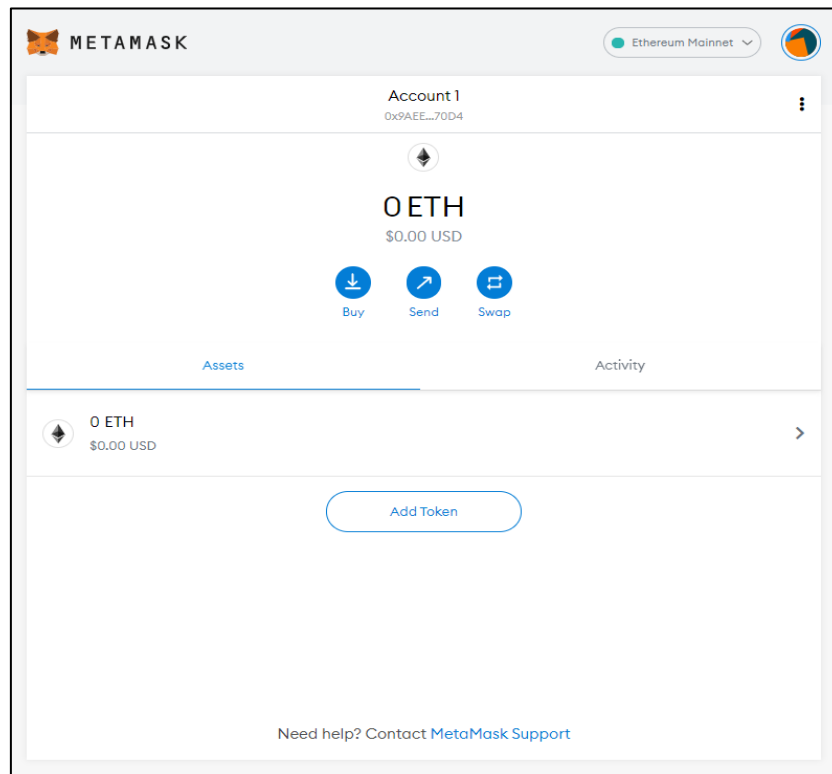 METAMASK
Ethereum Mainnet
Account 1
0x9AEE...70D4
0 ETH
$0.00 USD
Buy Send Swap
Assets Activity
0 ETH
$0.00 USD
Add Token
Need help? Contact MetaMask Support